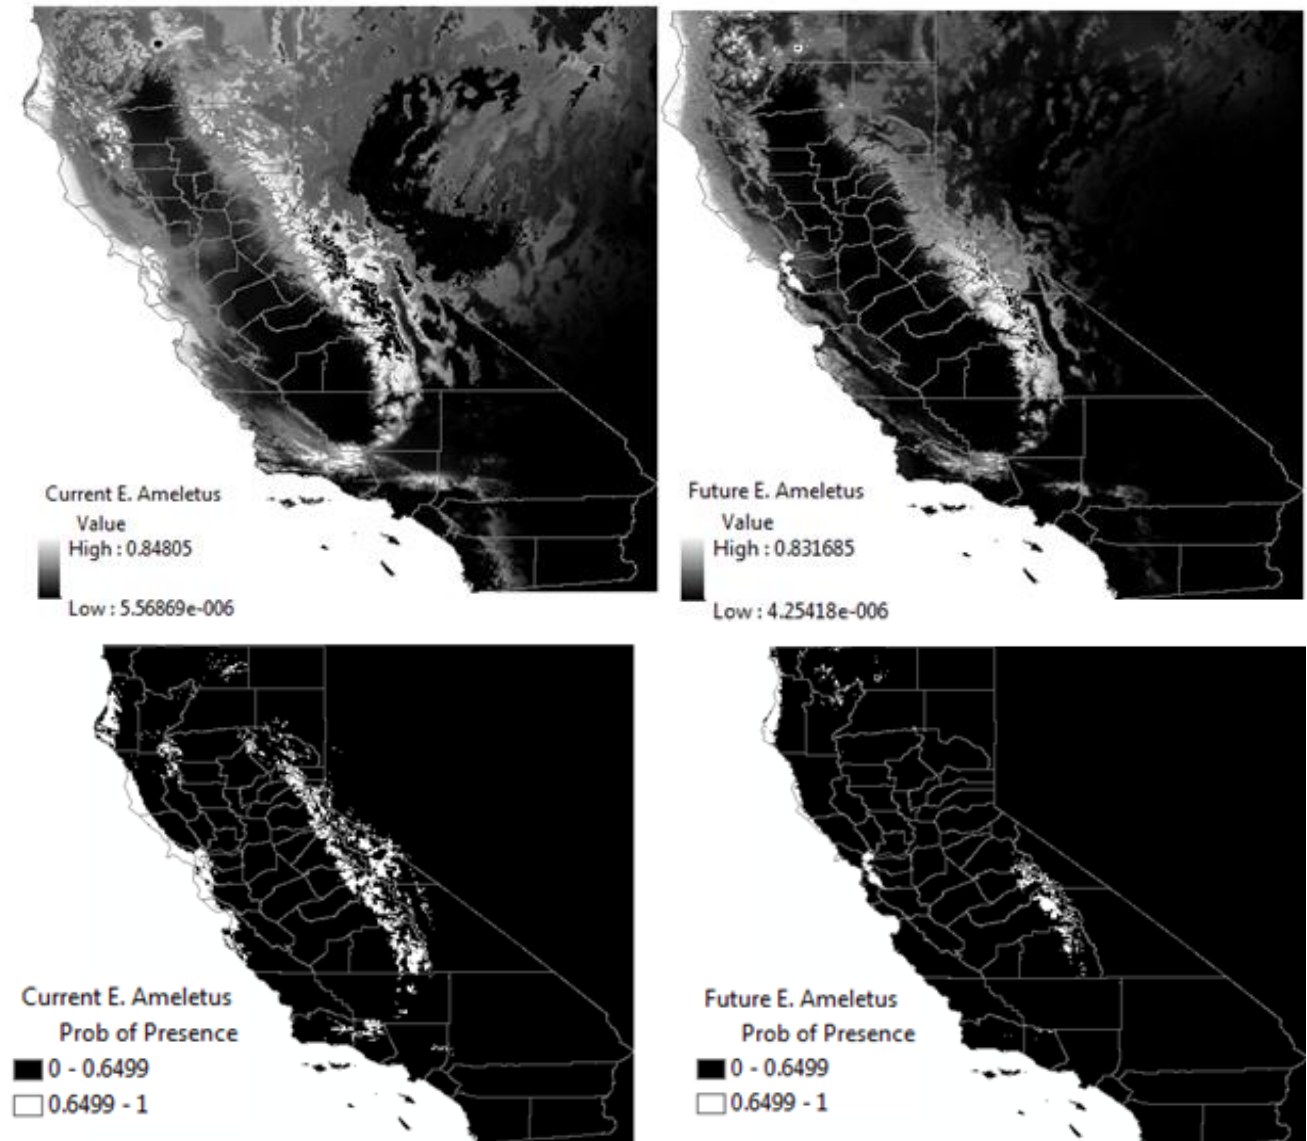 Current E. Ameletus
Value
High : 0.84805
Low : 5.56869e-006
Future E. Ameletus
Value
High : 0.831685
Low : 4.25418e-006
Current E. Ameletus
Prob of Presence
0 - 0.6499
0.6499 - 1
Future E. Ameletus
Prob of Presence
0 - 0.6499
0.6499 - 1